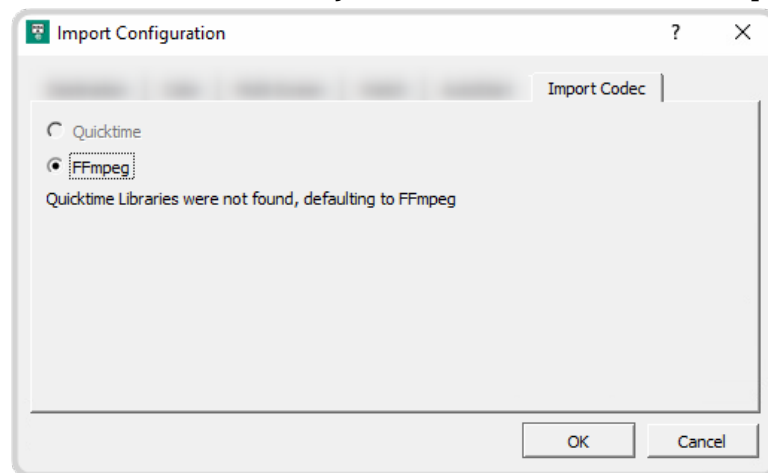 Import Configuration
Import Codec
Quicktime
FFmpeg
Quicktime Libraries were not found, defaulting to FFmpeg
OK Cancel